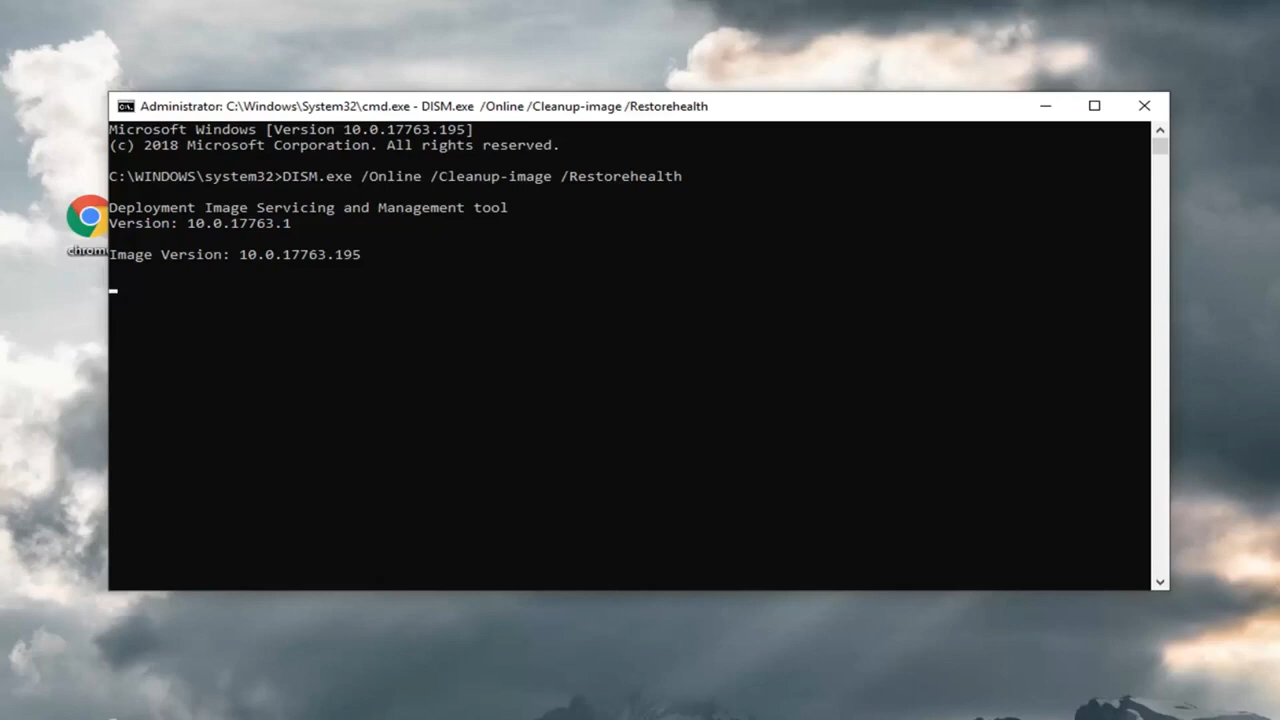 Administrator: C:\Windows\System32\cmd.exe - DISM.exe  /Online /Cleanup-image /Restorehealth
Microsoft Windows [Version 10.0.17763.195]
(c) 2018 Microsoft Corporation. All rights reserved.
C:\WINDOWS\system32>DISM.exe /Online /Cleanup-image /Restorehealth
Deployment Image Servicing and Management tool
Version: 10.0.17763.1
chrom
Image Version: 10.0.17763.195